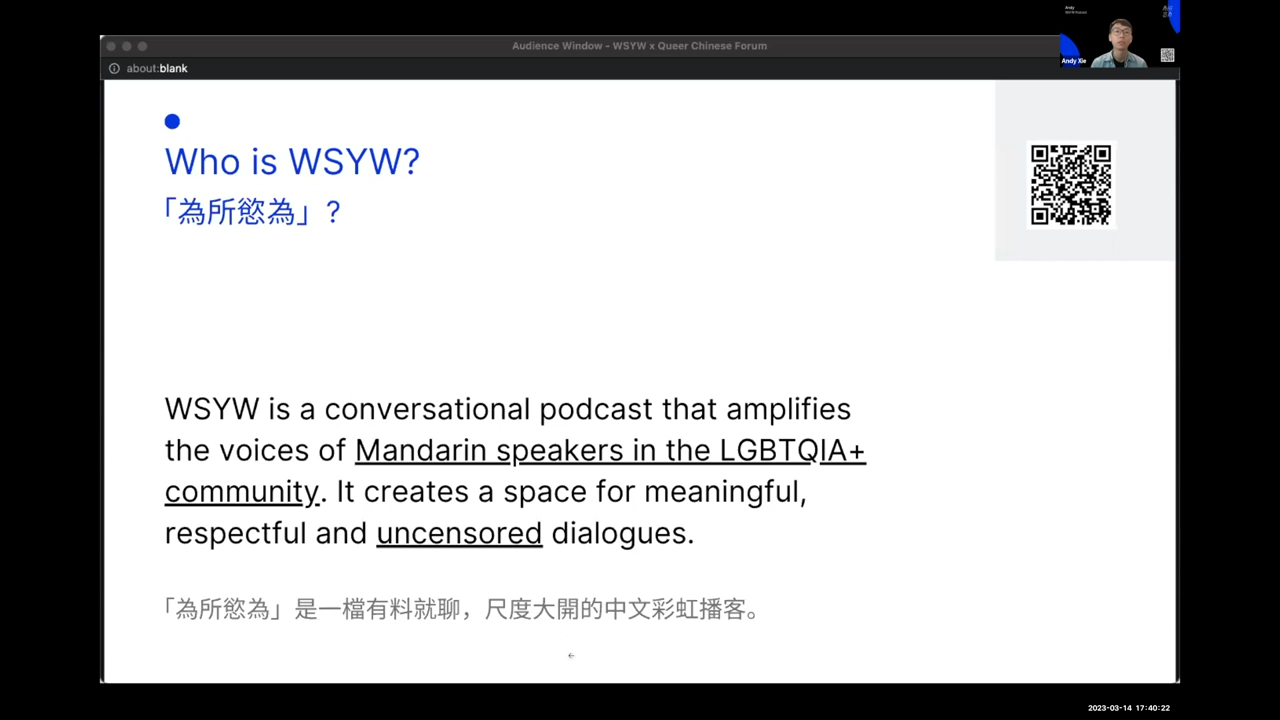 Audience Window - WSYW x Queer Chinese Forum
about:blank
Andy
Andy Xie
Who is WSYW?
「為所慾為」?
WSYW is a conversational podcast that amplifies
the voices of Mandarin speakers in the LGBTQIA+
community. It creates a space for meaningful,
respectful and uncensored dialogues.
「為所慾為」是一檔有料就聊，尺度大開的中文彩虹播客。
2023-03-14 17:40:22